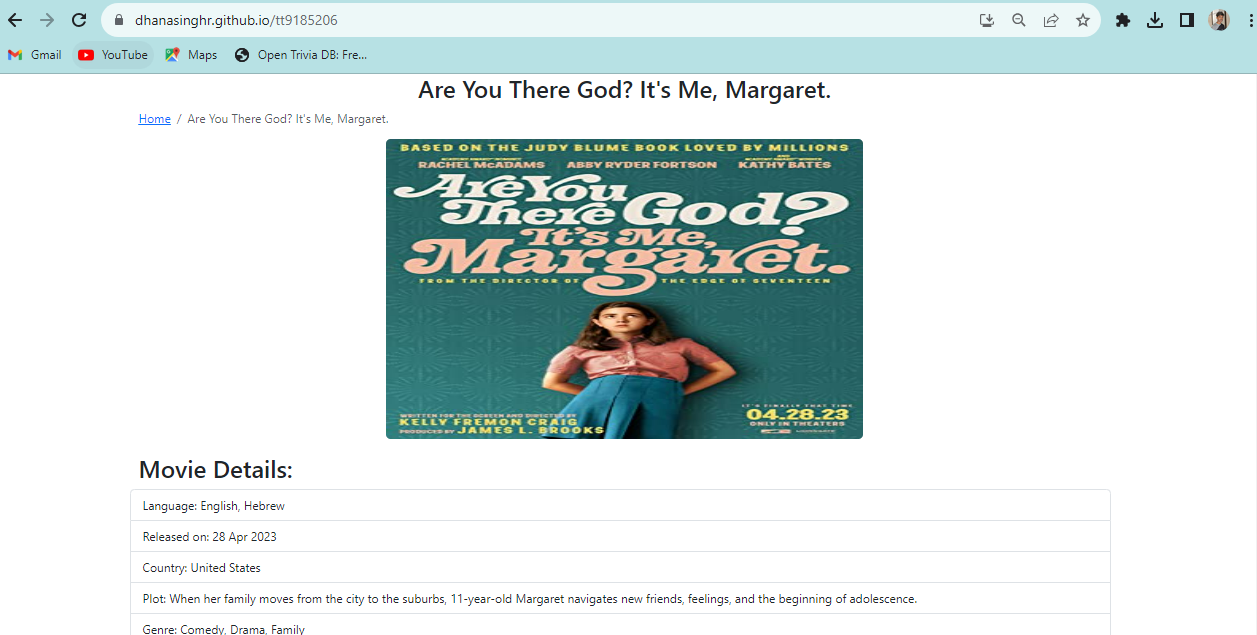 dhanasinghr.github.io/tt9185206
Gmail YouTube Maps Open Trivia DB: Fre...
Are You There God? It's Me, Margaret.
Home / Are You There God? It's Me, Margaret.
BASED ON THE JUDY BLUME BOOK LOVED BY MILLIONS
RACHEL McADAMS ABBY RYDER FORTSON KATHY BATES
Are You
There God?
It's Me,
Margaret.
FROM THE DIRECTOR OF THE EDGE OF SEVENTEEN
IT'S FINALLY THAT TIME
04.28.23
ONLY IN THEATERS
WRITTEN FOR THE SCREEN AND DIRECTED BY
KELLY FREMON CRAIG
PRODUCED BY JAMES L. BROOKS
Movie Details:
Language: English, Hebrew
Released on: 28 Apr 2023
Country: United States
Plot: When her family moves from the city to the suburbs, 11-year-old Margaret navigates new friends, feelings, and the beginning of adolescence.
Genre: Comedy, Drama, Family